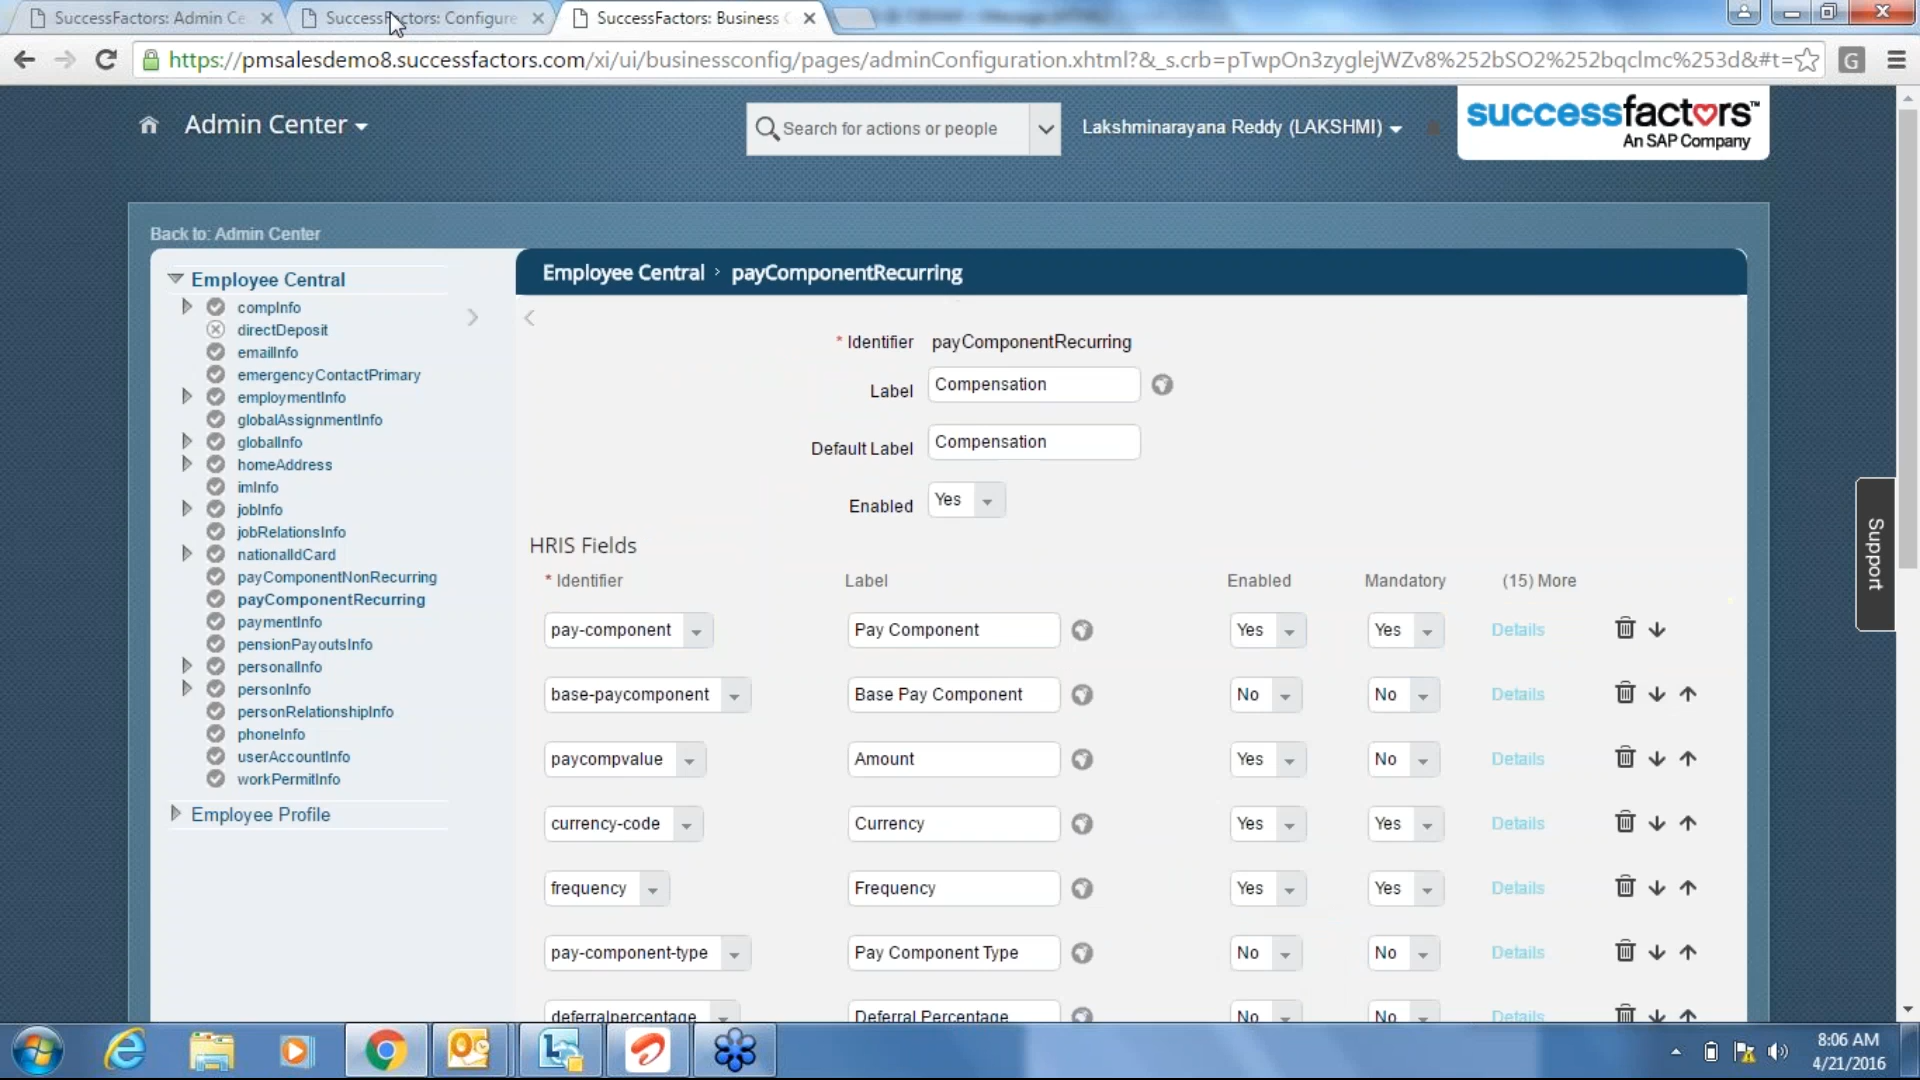 SuccessFactors: Admin Ce
SuccessFactors: Configure
SuccessFactors: Business C
https://pmsalesdemo8.successfactors.com/xi/ui/businessconfig/pages/adminConfiguration.xhtml?&_s.crb=pTwpOn3zyglejWZv8%252bSO2%252bqclmc%253d&#t=
G
Admin Center
Search for actions or people
Lakshminarayana Reddy (LAKSHMI)
successfactors™
An SAP Company
Back to: Admin Center
Employee Central
compInfo
directDeposit
emailInfo
emergencyContactPrimary
employmentInfo
globalAssignmentInfo
globalInfo
homeAddress
imInfo
jobInfo
jobRelationsInfo
nationalIdCard
payComponentNonRecurring
payComponentRecurring
paymentInfo
pensionPayoutsInfo
personalInfo
personInfo
personRelationshipInfo
phoneInfo
userAccountInfo
workPermitInfo
Employee Profile
Employee Central › payComponentRecurring
* Identifier payComponentRecurring
Label Compensation
Default Label Compensation
Enabled Yes
HRIS Fields
* Identifier Label Enabled Mandatory (15) More
pay-component Pay Component Yes Yes Details
base-paycomponent Base Pay Component No No Details
paycompvalue Amount Yes No Details
currency-code Currency Yes Yes Details
frequency Frequency Yes Yes Details
pay-component-type Pay Component Type No No Details
deferralpercentage Deferral Percentage No No Details
Support
8:06 AM
4/21/2016